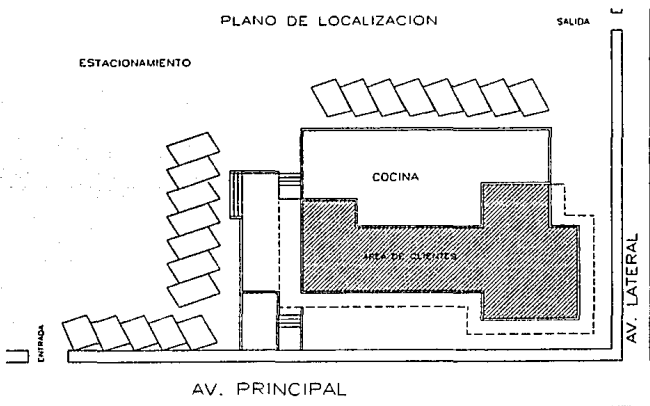 PLANO DE LOCALIZACION
SALIDA
ESTACIONAMIENTO
COCINA
AREA DE CLIENTES
AV. LATERAL
ENTRADA
AV. PRINCIPAL